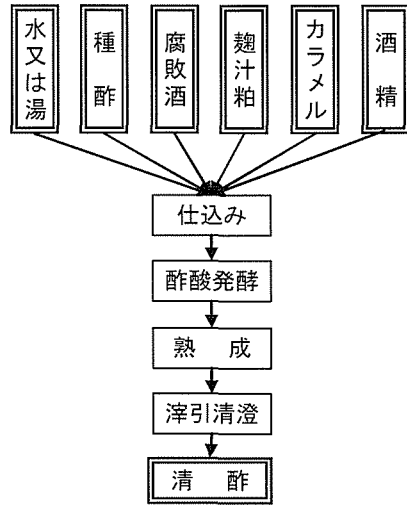 水又は湯
種酢
腐敗酒
麹汁粕
カラメル
酒精
仕込み
酢酸発酵
熟成
滓引清澄
清酢